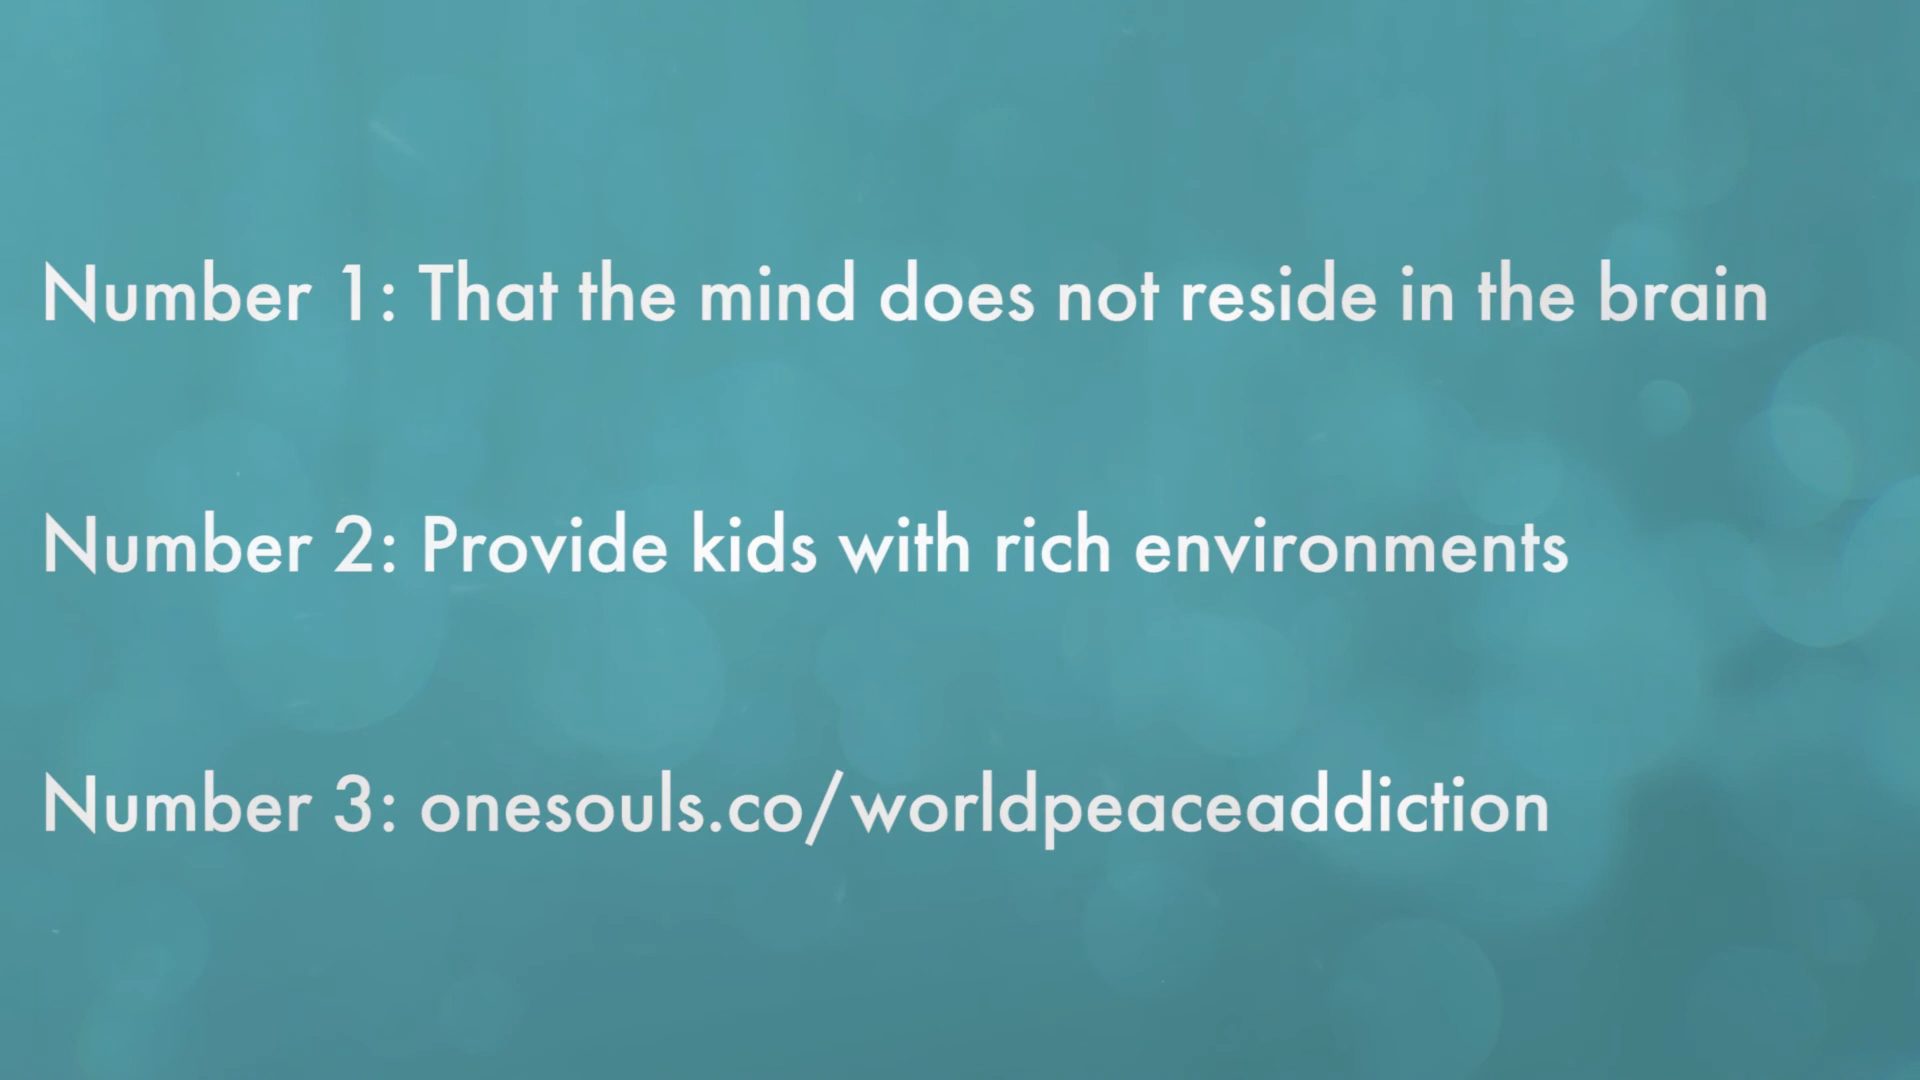 Number 1: That the mind does not reside in the brain
Number 2: Provide kids with rich environments
Number 3: onesouls.co/worldpeaceaddiction